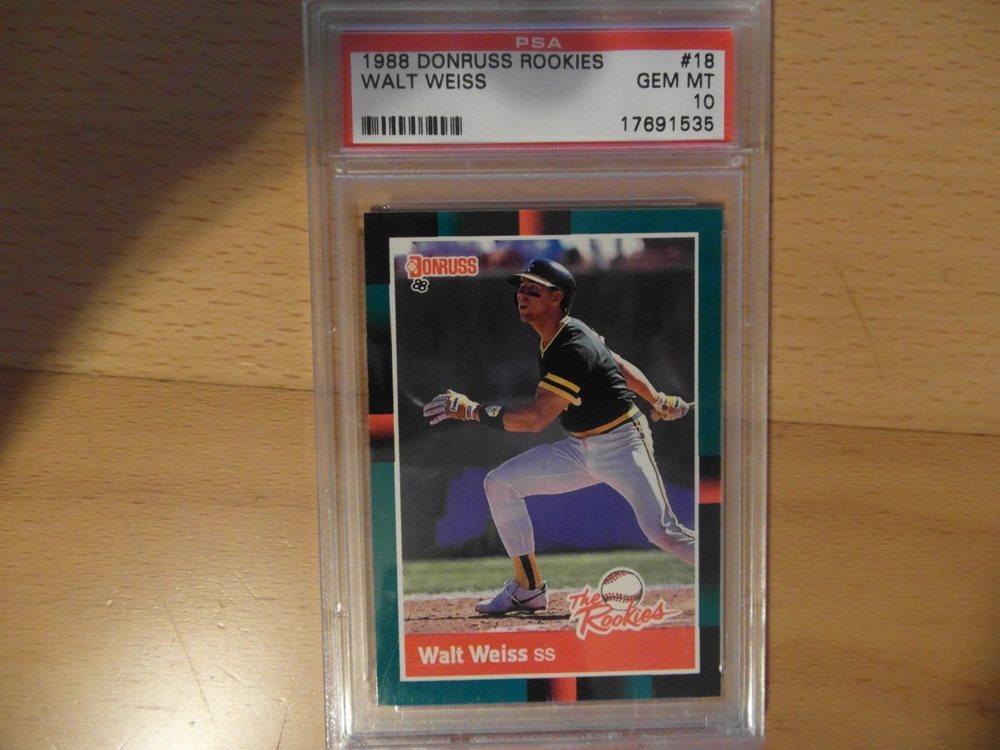 PSA
1988 DONRUSS ROOKIES #18
WALT WEISS GEM MT
10
17691535
DONRUSS
88
The
Rookies
Walt Weiss SS